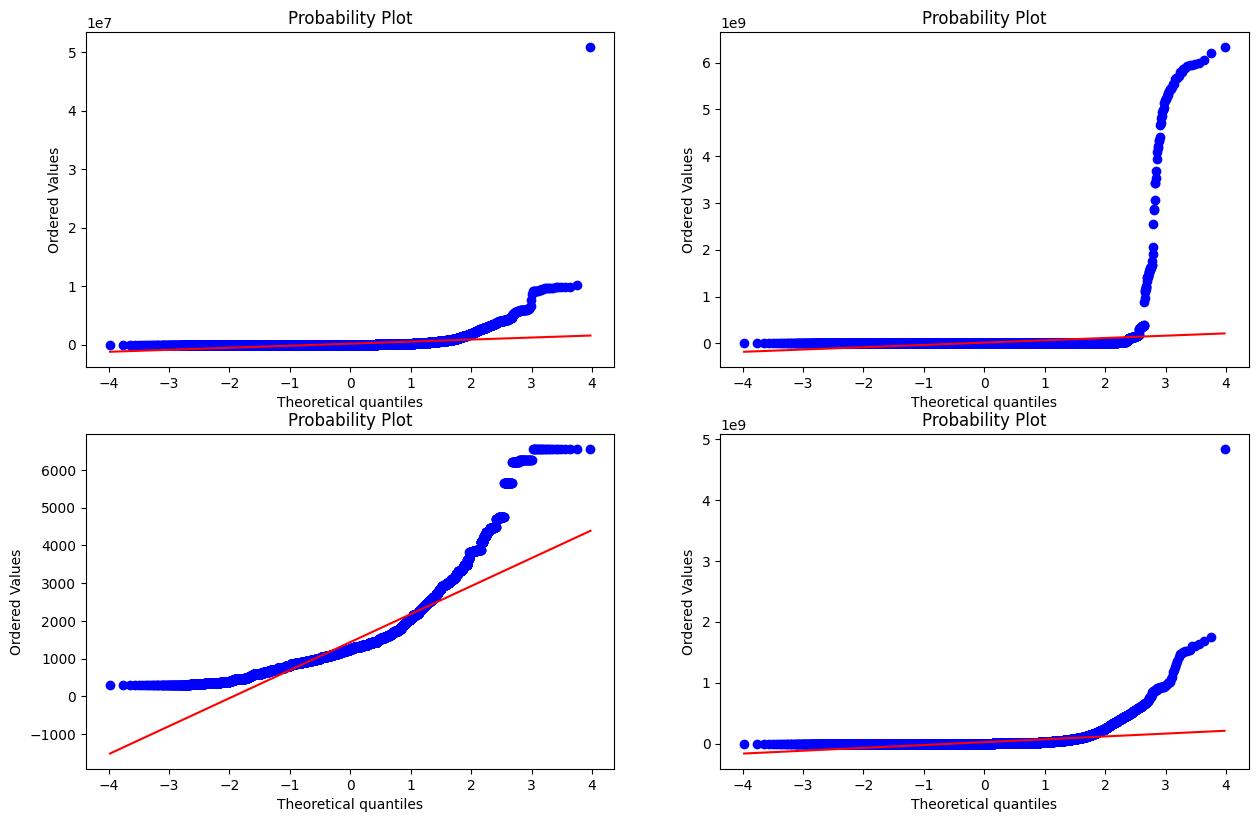 Probability Plot
1e7
5
4
3
2
1
0
Ordered Values
−4 −3 −2 −1 0 1 2 3 4
Theoretical quantiles
Probability Plot
1e9
6
5
4
3
2
1
0
Ordered Values
−4 −3 −2 −1 0 1 2 3 4
Theoretical quantiles
Probability Plot
6000
5000
4000
3000
2000
1000
0
−1000
Ordered Values
−4 −3 −2 −1 0 1 2 3 4
Theoretical quantiles
Probability Plot
1e9
5
4
3
2
1
0
Ordered Values
−4 −3 −2 −1 0 1 2 3 4
Theoretical quantiles